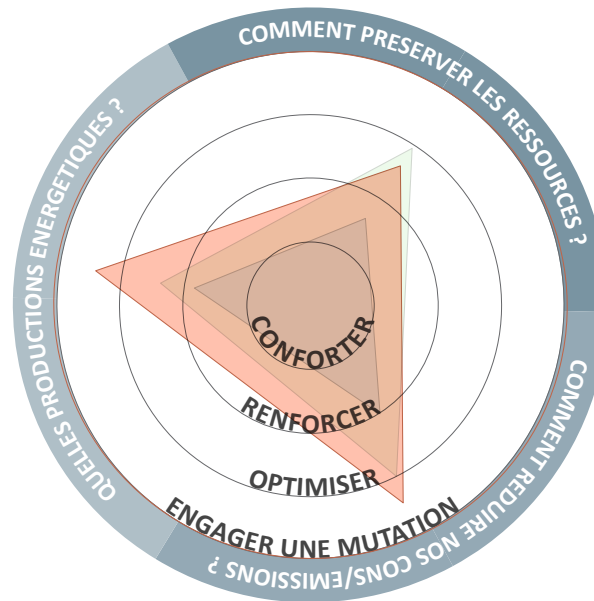 COMMENT PRESERVER LES RESSOURCES ?
QUELLES PRODUCTIONS ENERGETIQUES ?
COMMENT REDUIRE NOS CONS/EMISSIONS ?
CONFORTER
RENFORCER
OPTIMISER
ENGAGER UNE MUTATION